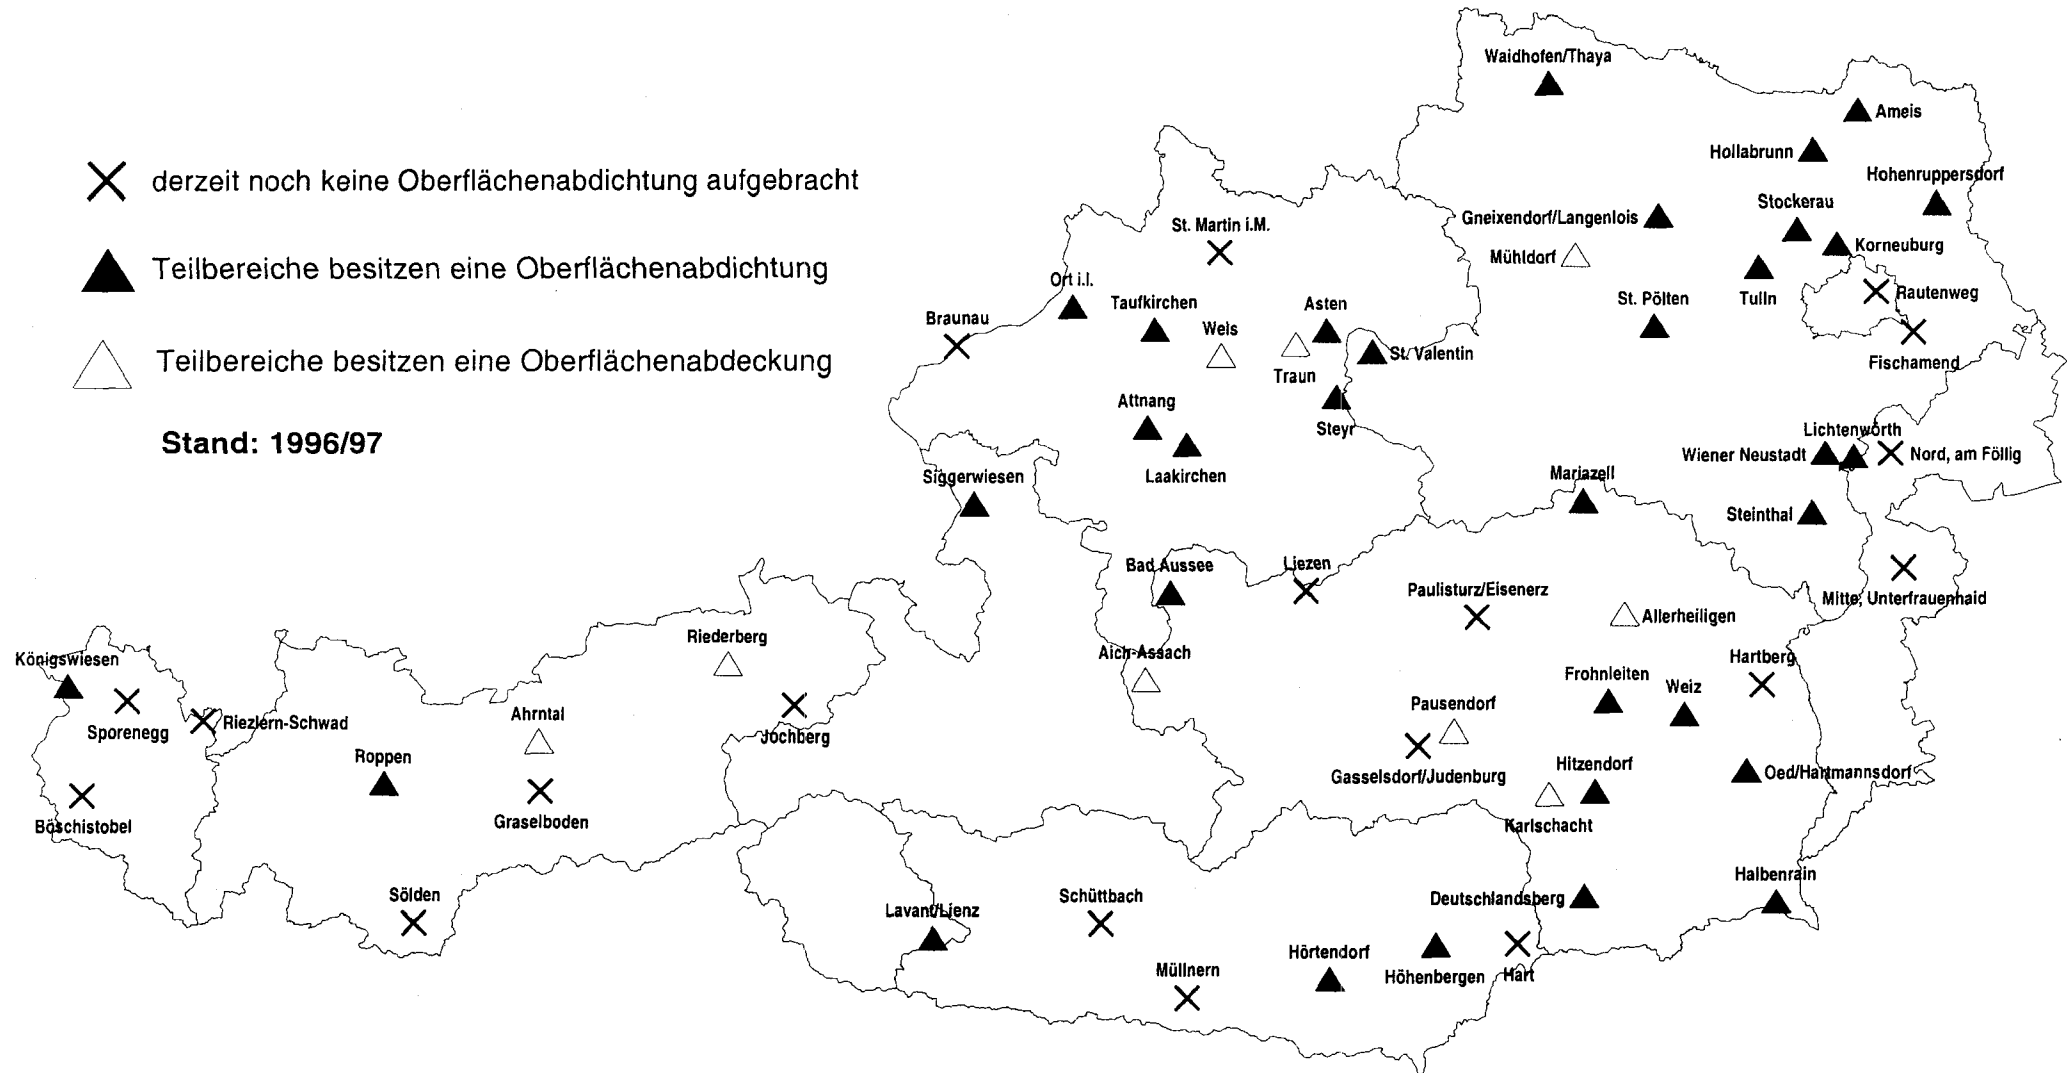 derzeit noch keine Oberflächenabdichtung aufgebracht
Teilbereiche besitzen eine Oberflächenabdichtung
Teilbereiche besitzen eine Oberflächenabdeckung
Stand: 1996/97
Waidhofen/Thaya
Ameis
Hollabrunn
Hohenruppersdorf
Stockerau
Gneixendorf/Langenlois
Korneuburg
Mühldorf
St. Martin i.M.
Ort i.I.
Rautenweg
St. Pölten
Tulln
Taufkirchen
Asten
Braunau
Wels
St. Valentin
Fischamend
Traun
Attnang
Steyr
Lichtenwörth
Wiener Neustadt
Nord, am Föllig
Siggerwiesen
Laakirchen
Mariazell
Steinthal
Bad Aussee
Liezen
Paulisturz/Eisenerz
Mitte, Unterfrauenhaid
Allerheiligen
Riederberg
Aich-Assach
Hartberg
Königswiesen
Frohnleiten
Weiz
Pausendorf
Ahrntal
Riezlern-Schwad
Sporenegg
Jochberg
Roppen
Hitzendorf
Oed/Hartmannsdorf
Gasselsdorf/Judenburg
Graselboden
Böschistobel
Karlschacht
Halbenrain
Sölden
Schüttbach
Deutschlandsberg
Lavant/Lienz
Hörtendorf
Müllnern
Höhenbergen
Hart